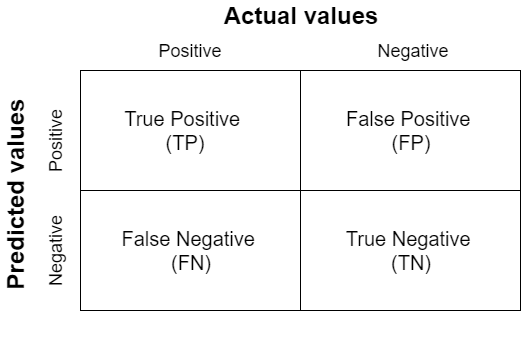 Actual values
Positive
Negative
Predicted values
Positive
True Positive
(TP)
False Positive
(FP)
Negative
False Negative
(FN)
True Negative
(TN)